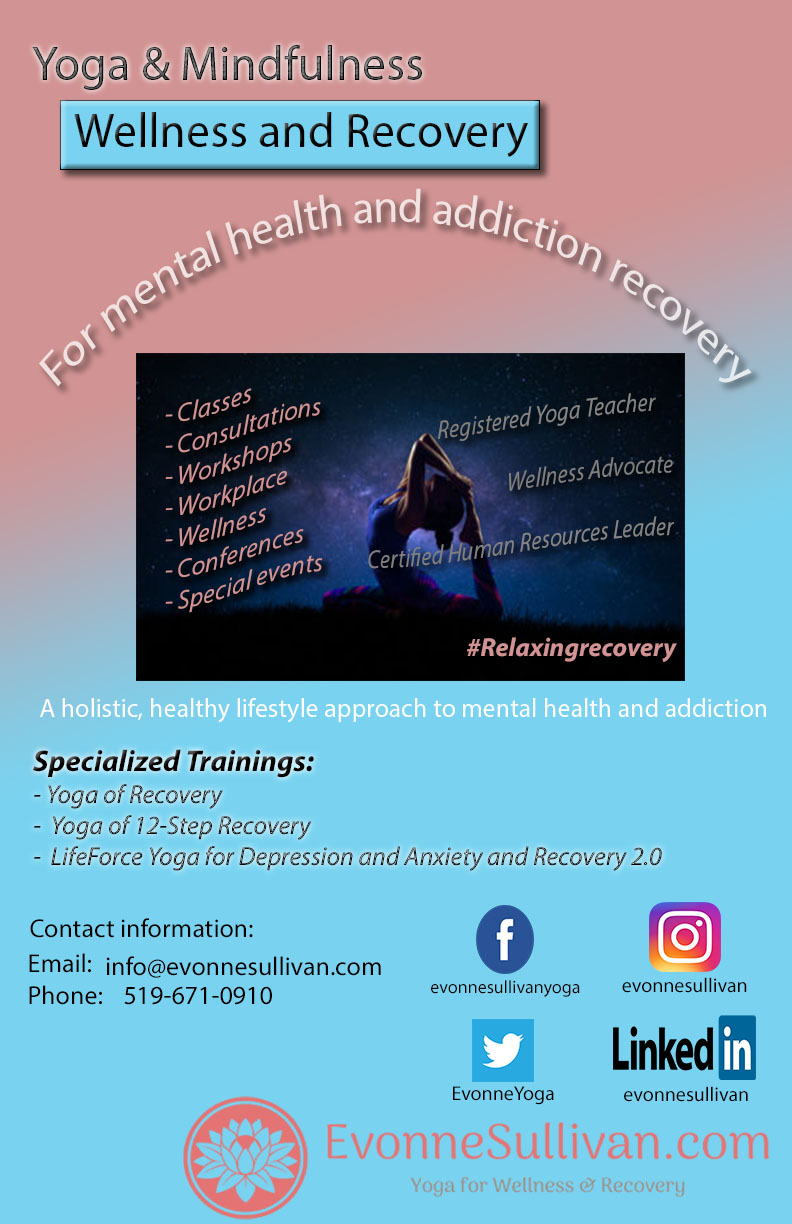 Yoga & Mindfulness
Wellness and Recovery
For mental health and addiction recovery
- Classes
- Consultations
- Workshops
- Workplace
- Wellness
- Conferences
- Special events
Registered Yoga Teacher
Wellness Advocate
Certified Human Resources Leader
#Relaxingrecovery
A holistic, healthy lifestyle approach to mental health and addiction
Specialized Trainings:
- Yoga of Recovery
- Yoga of 12-Step Recovery
- LifeForce Yoga for Depression and Anxiety and Recovery 2.0
Contact information:
Email: info@evonnesullivan.com
Phone: 519-671-0910
f
evonnesullivanyoga
evonnesullivan
EvonneYoga
Linked in
evonnesullivan
EvonneSullivan.com
Yoga for Wellness & Recovery